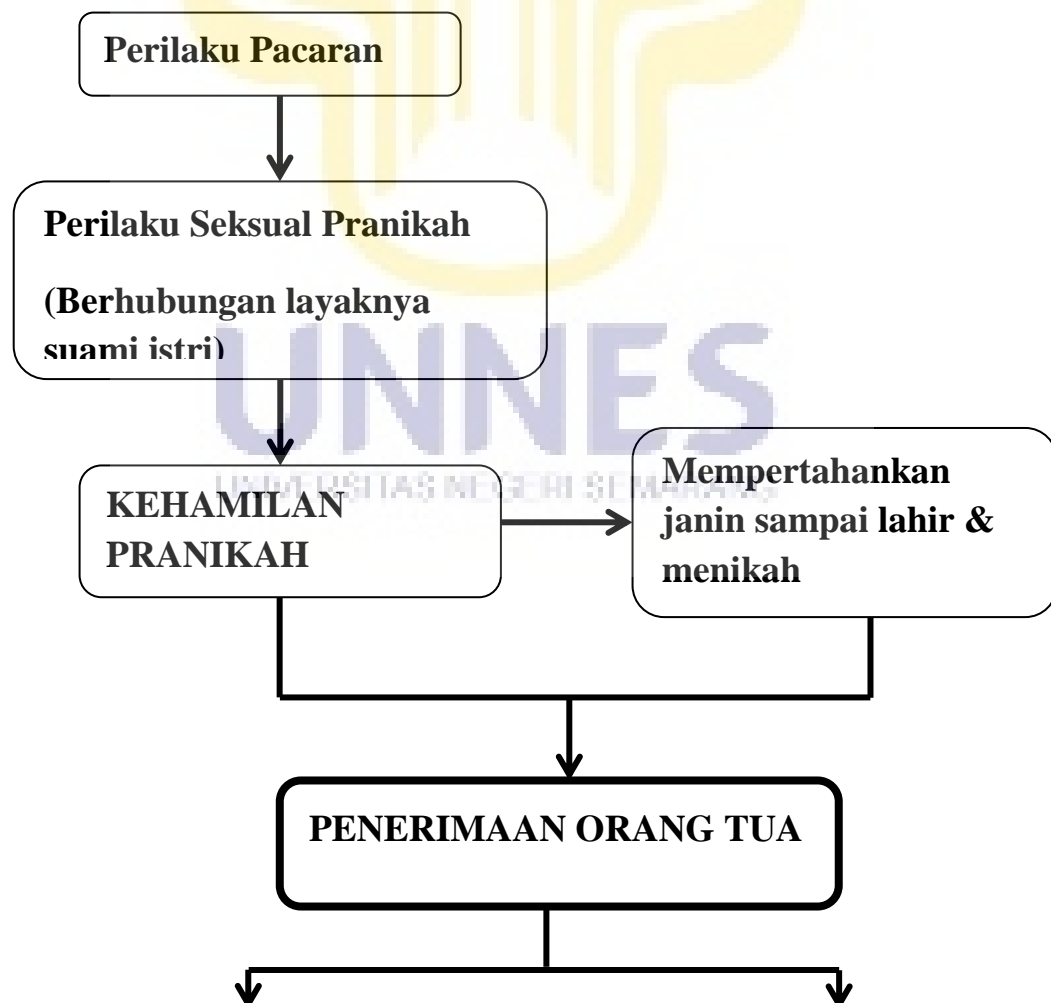 Perilaku Pacaran
Perilaku Seksual Pranikah
(Berhubungan layaknya
suami istri)
UNNES
UNIVERSITAS NEGERI SEMARANG
KEHAMILAN
PRANIKAH
Mempertahankan
janin sampai lahir &
menikah
PENERIMAAN ORANG TUA